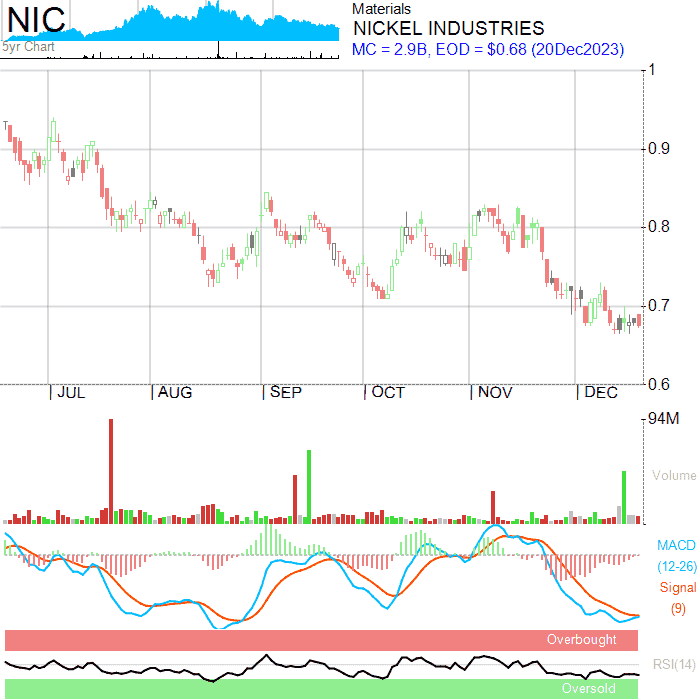 NIC
5yr Chart
Materials
NICKEL INDUSTRIES
MC = 2.9B, EOD = $0.68 (20Dec2023)
1
0.9
0.8
0.7
0.6
JUL AUG SEP OCT NOV DEC
94M
Volume
MACD
(12-26)
Signal
(9)
Overbought
RSI(14)
Oversold